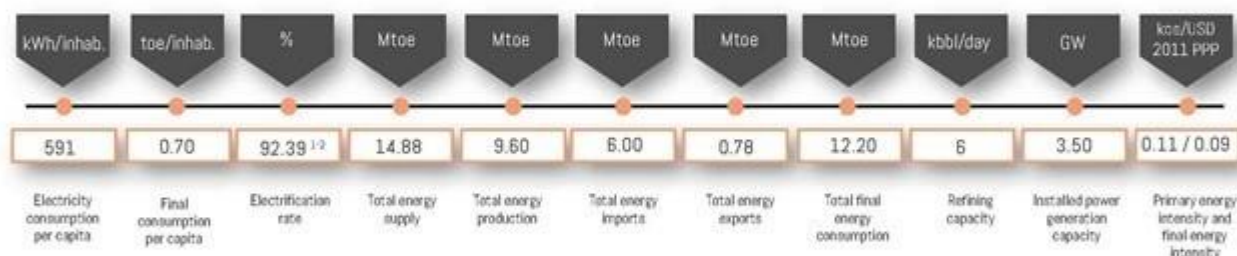 kWh/inhab.
toe/inhab.
%
Mtoe
Mtoe
Mtoe
Mtoe
Mtoe
kbbl/day
GW
koe/USD
2011 PPP
591
0.70
92.39 1-2
14.88
9.60
6.00
0.78
12.20
6
3.50
0.11 / 0.09
Electricity
consumption
per capita
Final
consumption
per capita
Electrification
rate
Total energy
supply
Total energy
production
Total energy
imports
Total energy
exports
Total final
energy
consumption
Refining
capacity
Installed power
generation
capacity
Primary energy
intensity and
final energy
intensity